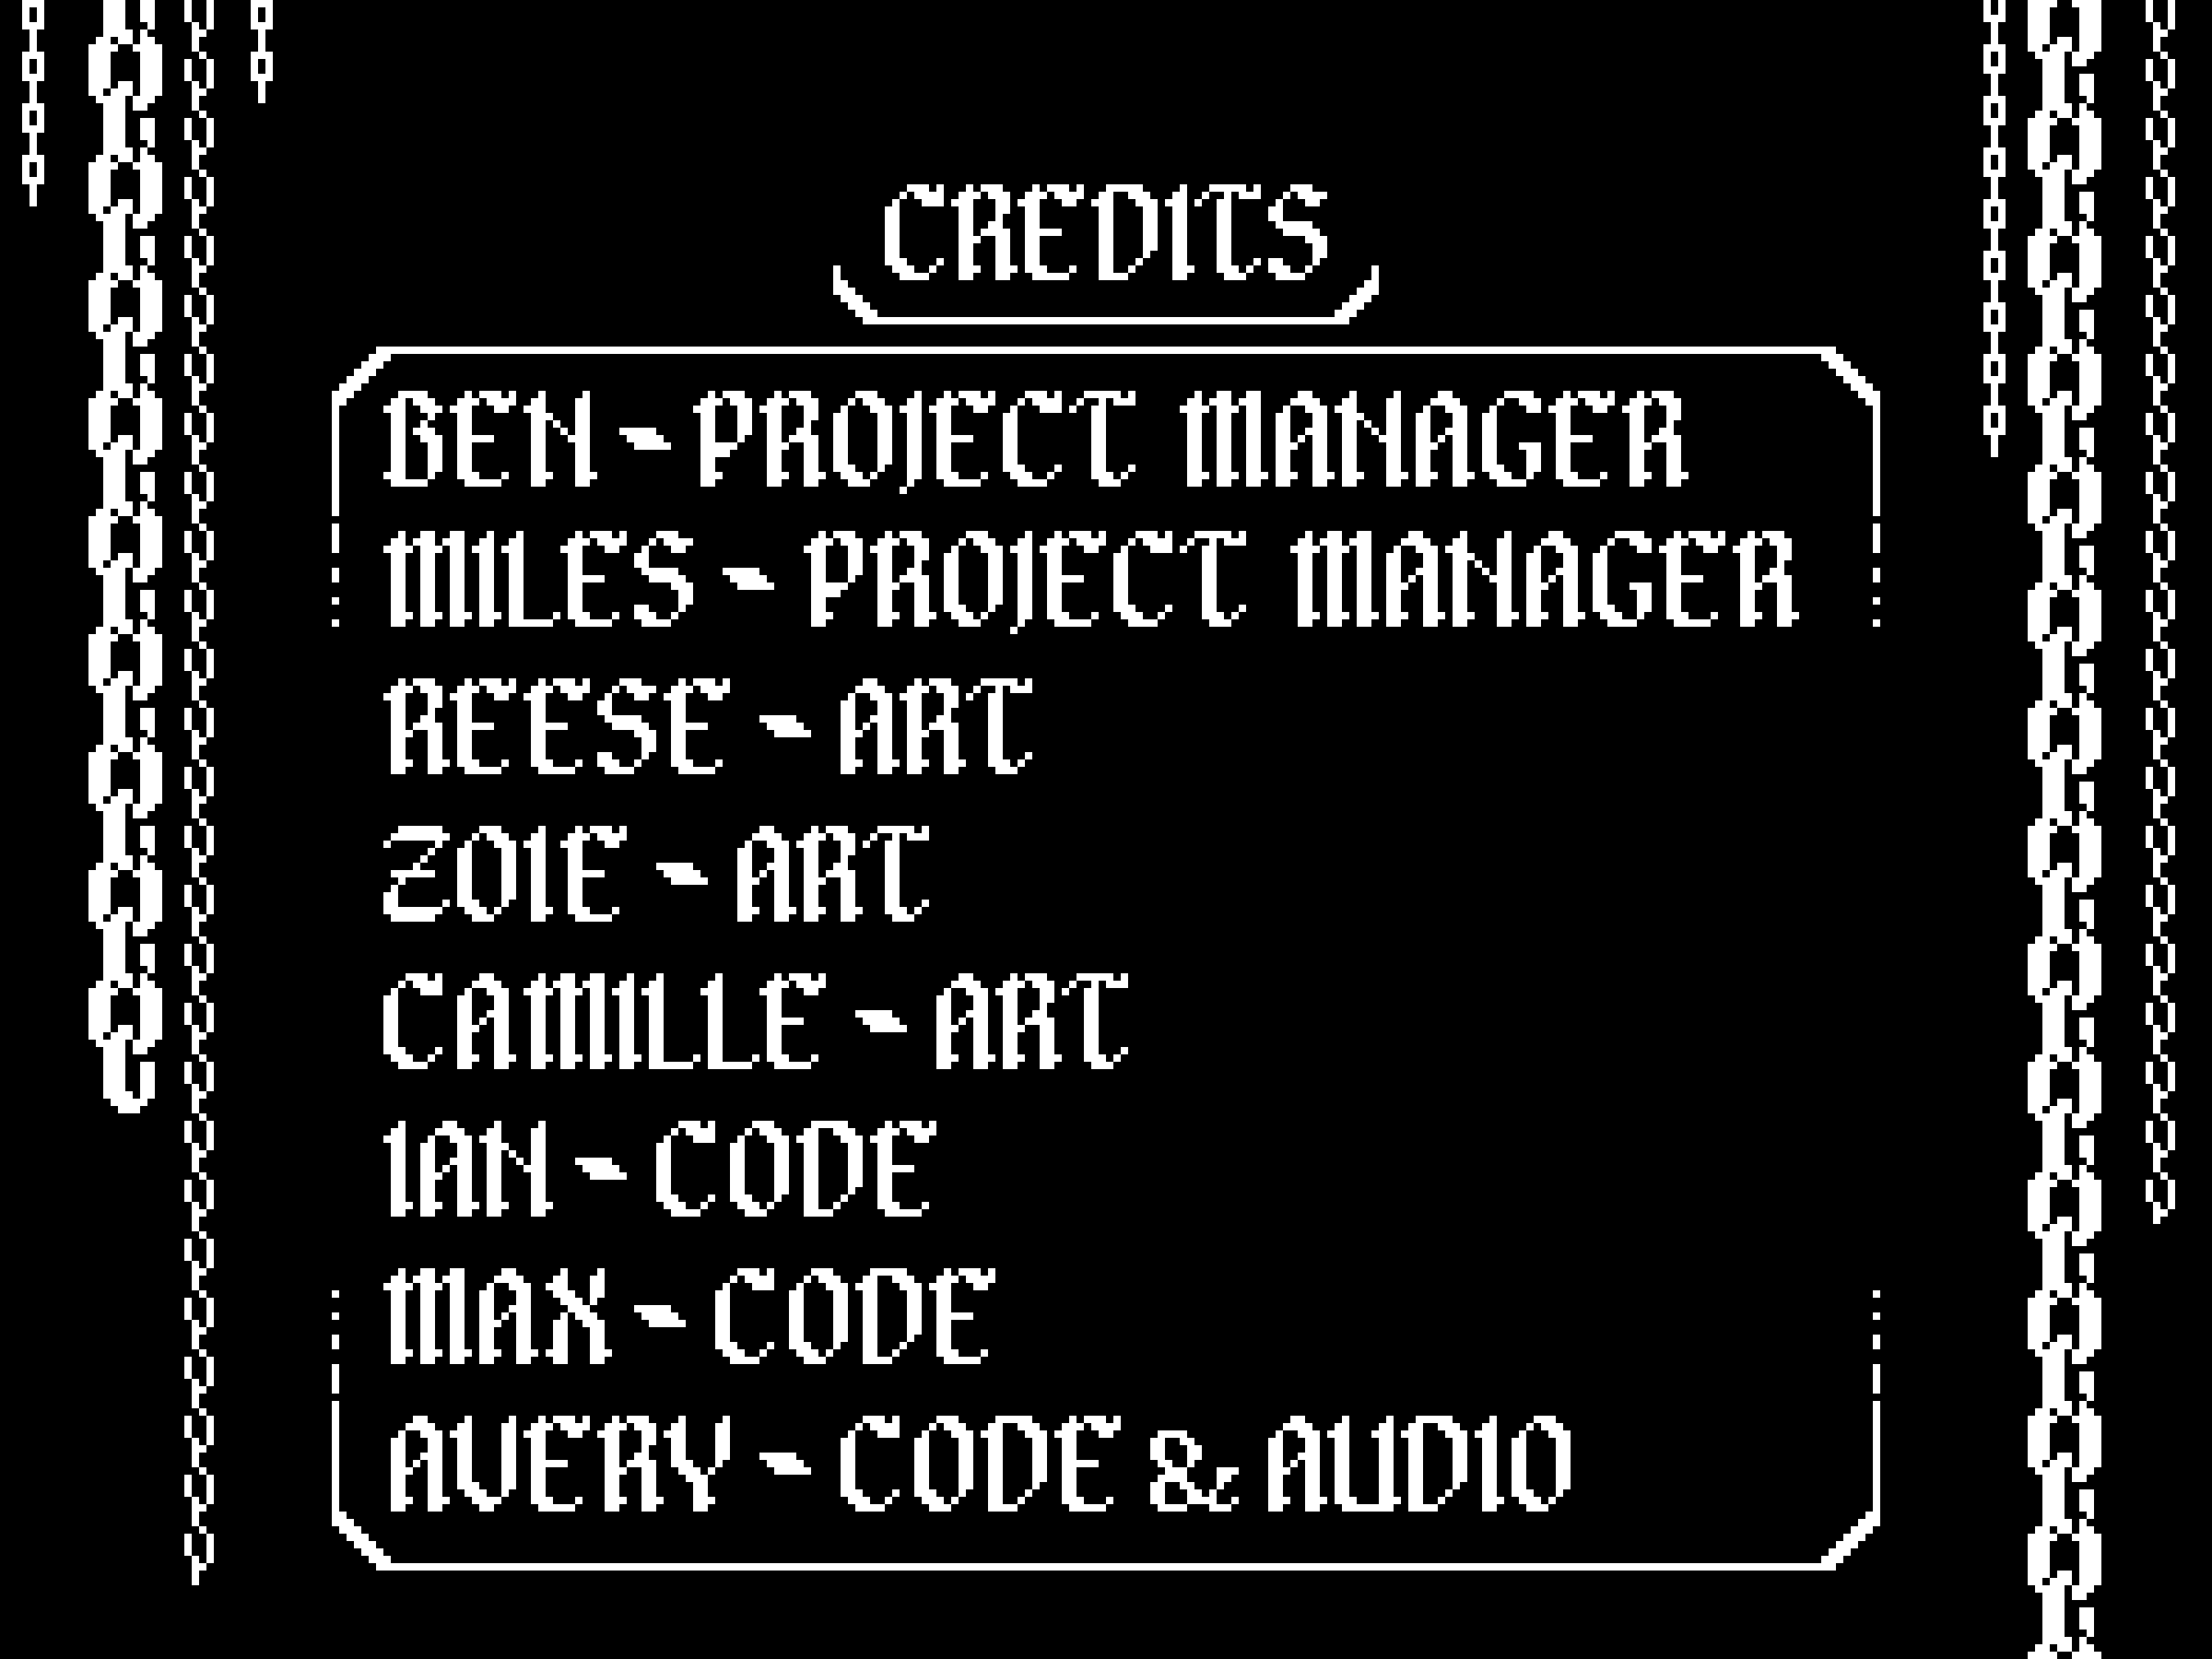 CREDITS
BEN - PROJECT MANAGER
MILES - PROJECT MANAGER
REESE - ART
ZOIE - ART
CAMILLE - ART
IAN - CODE
MAX - CODE
AVERY - CODE & AUDIO